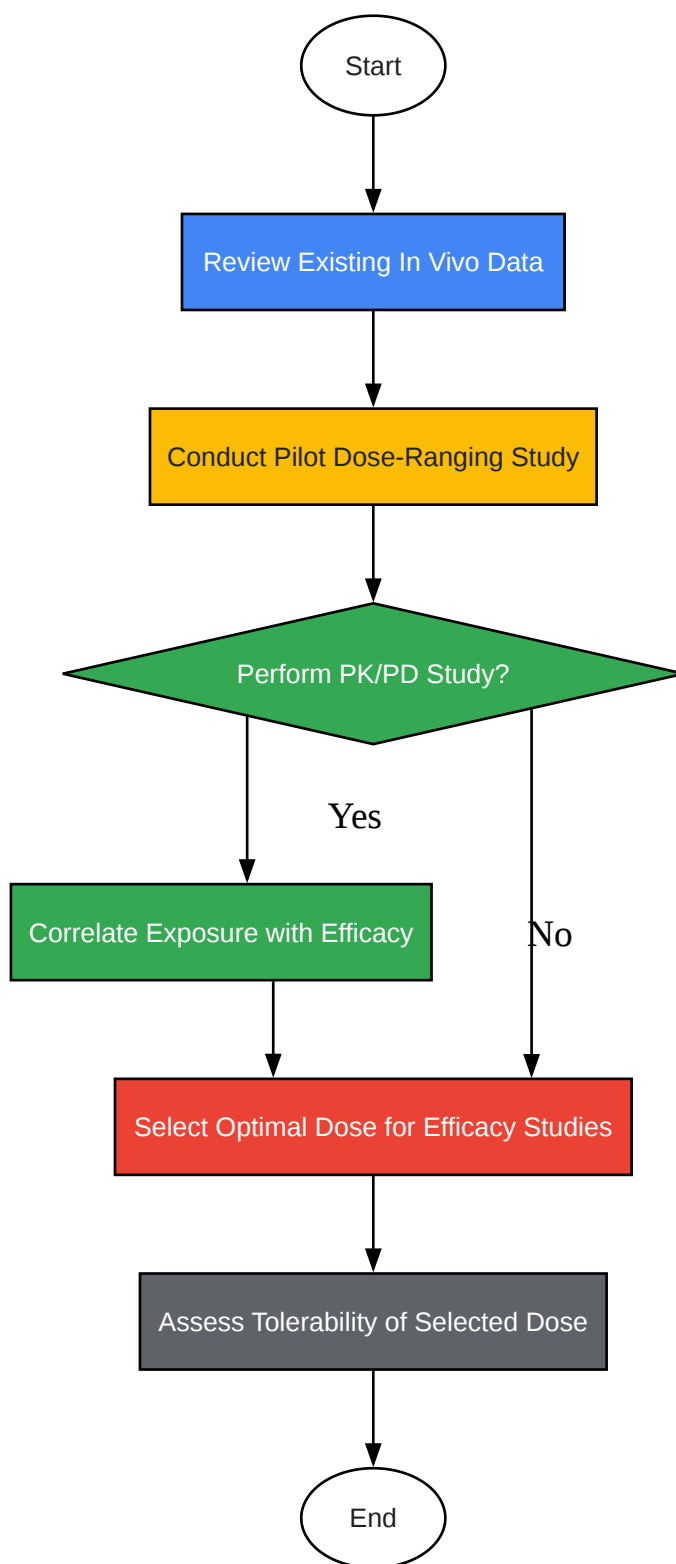 Start
Review Existing In Vivo Data
Conduct Pilot Dose-Ranging Study
Perform PK/PD Study?
Yes
Correlate Exposure with Efficacy
No
Select Optimal Dose for Efficacy Studies
Assess Tolerability of Selected Dose
End